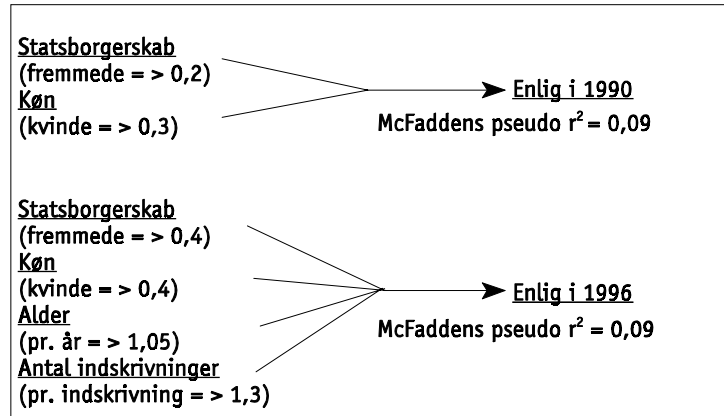 Statsborgerskab
(fremmede = > 0,2)
Køn
(kvinde = > 0,3)
Enlig i 1990
McFaddens pseudo r² = 0,09
Statsborgerskab
(fremmede = > 0,4)
Køn
(kvinde = > 0,4)
Alder
(pr. år = > 1,05)
Antal indskrivninger
(pr. indskrivning = > 1,3)
Enlig i 1996
McFaddens pseudo r² = 0,09